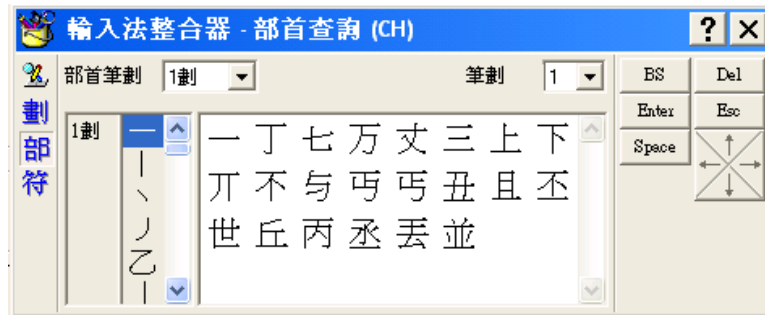 輸入法整合器 - 部首查詢 (CH)
部首筆劃 1劃 筆劃 1 BS Del
劃 Enter Esc
部 1劃 一 一丁七万丈三上下 Space
符 丨 丌不与丏丐丑且丕
丶 世丘丙丞丟並
丿
乙
亅